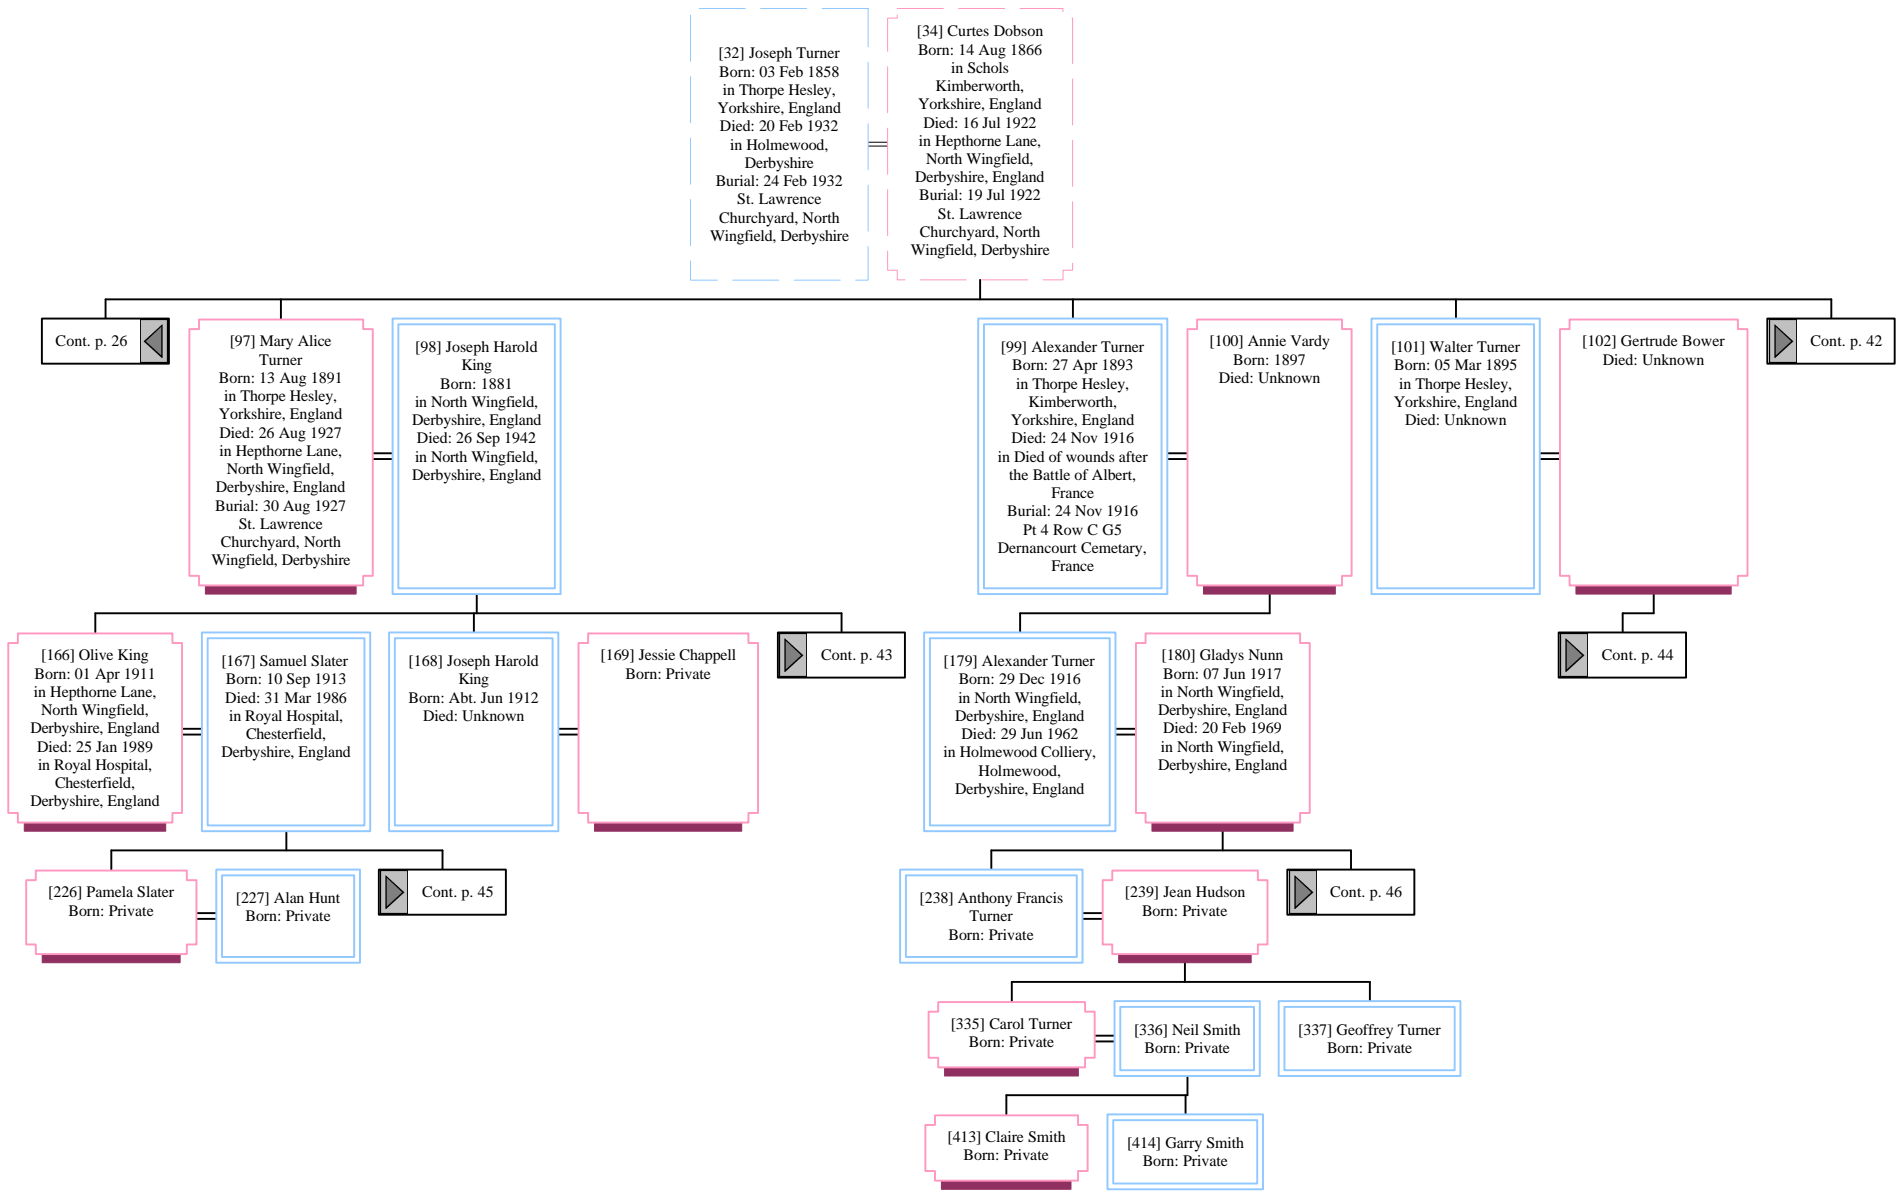 [32] Joseph Turner
Born: 03 Feb 1858
in Thorpe Hesley,
Yorkshire, England
Died: 20 Feb 1932
in Holmewood,
Derbyshire
Burial: 24 Feb 1932
St. Lawrence
Churchyard, North
Wingfield, Derbyshire
[34] Curtes Dobson
Born: 14 Aug 1866
in Schols
Kimberworth,
Yorkshire, England
Died: 16 Jul 1922
in Hepthorne Lane,
North Wingfield,
Derbyshire, England
Burial: 19 Jul 1922
St. Lawrence
Churchyard, North
Wingfield, Derbyshire
Cont. p. 26
[97] Mary Alice
Turner
Born: 13 Aug 1891
in Thorpe Hesley,
Yorkshire, England
Died: 26 Aug 1927
in Hepthorne Lane,
North Wingfield,
Derbyshire, England
Burial: 30 Aug 1927
St. Lawrence
Churchyard, North
Wingfield, Derbyshire
[98] Joseph Harold
King
Born: 1881
in North Wingfield,
Derbyshire, England
Died: 26 Sep 1942
in North Wingfield,
Derbyshire, England
[99] Alexander Turner
Born: 27 Apr 1893
in Thorpe Hesley,
Kimberworth,
Yorkshire, England
Died: 24 Nov 1916
in Died of wounds after
the Battle of Albert,
France
Burial: 24 Nov 1916
Pt 4 Row C G5
Dernancourt Cemetary,
France
[100] Annie Vardy
Born: 1897
Died: Unknown
[101] Walter Turner
Born: 05 Mar 1895
in Thorpe Hesley,
Yorkshire, England
Died: Unknown
[102] Gertrude Bower
Died: Unknown
Cont. p. 42
[166] Olive King
Born: 01 Apr 1911
in Hepthorne Lane,
North Wingfield,
Derbyshire, England
Died: 25 Jan 1989
in Royal Hospital,
Chesterfield,
Derbyshire, England
[167] Samuel Slater
Born: 10 Sep 1913
Died: 31 Mar 1986
in Royal Hospital,
Chesterfield,
Derbyshire, England
[168] Joseph Harold
King
Born: Abt. Jun 1912
Died: Unknown
[169] Jessie Chappell
Born: Private
Cont. p. 43
[179] Alexander Turner
Born: 29 Dec 1916
in North Wingfield,
Derbyshire, England
Died: 29 Jun 1962
in Holmewood Colliery,
Holmewood,
Derbyshire, England
[180] Gladys Nunn
Born: 07 Jun 1917
in North Wingfield,
Derbyshire, England
Died: 20 Feb 1969
in North Wingfield,
Derbyshire, England
Cont. p. 44
[226] Pamela Slater
Born: Private
[227] Alan Hunt
Born: Private
Cont. p. 45
[238] Anthony Francis
Turner
Born: Private
[239] Jean Hudson
Born: Private
Cont. p. 46
[335] Carol Turner
Born: Private
[336] Neil Smith
Born: Private
[337] Geoffrey Turner
Born: Private
[413] Claire Smith
Born: Private
[414] Garry Smith
Born: Private